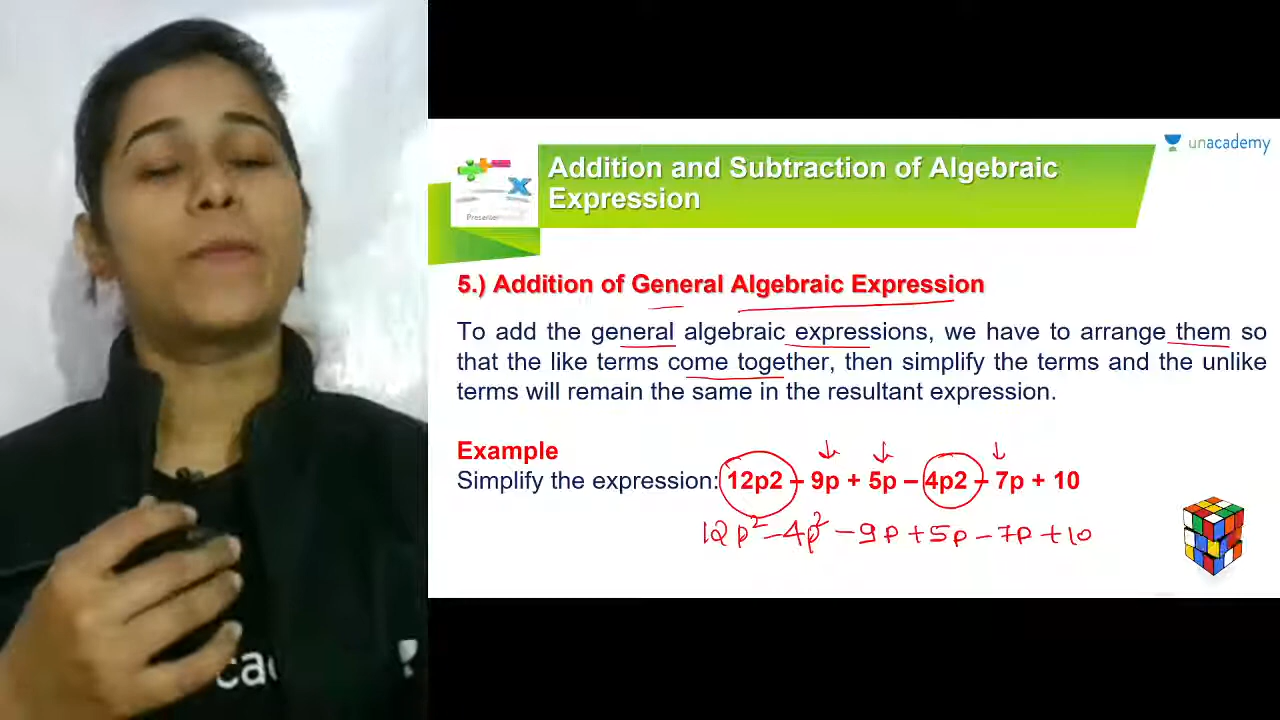 unacademy
Addition and Subtraction of Algebraic
Expression
Presenter
5.) Addition of General Algebraic Expression
To add the general algebraic expressions, we have to arrange them so
that the like terms come together, then simplify the terms and the unlike
terms will remain the same in the resultant expression.
Example
Simplify the expression: 12p2 – 9p + 5p – 4p2 – 7p + 10
12p² - 4p² - 9p + 5p - 7p + 10